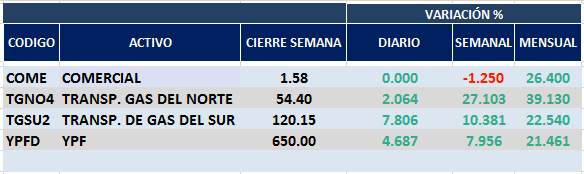 VARIACIÓN %
CODIGO ACTIVO CIERRE SEMANA DIARIO SEMANAL MENSUAL
COME COMERCIAL 1.58 0.000 -1.250 26.400
TGNO4 TRANSP. GAS DEL NORTE 54.40 2.064 27.103 39.130
TGSU2 TRANSP. DE GAS DEL SUR 120.15 7.806 10.381 22.540
YPFD YPF 650.00 4.687 7.956 21.461